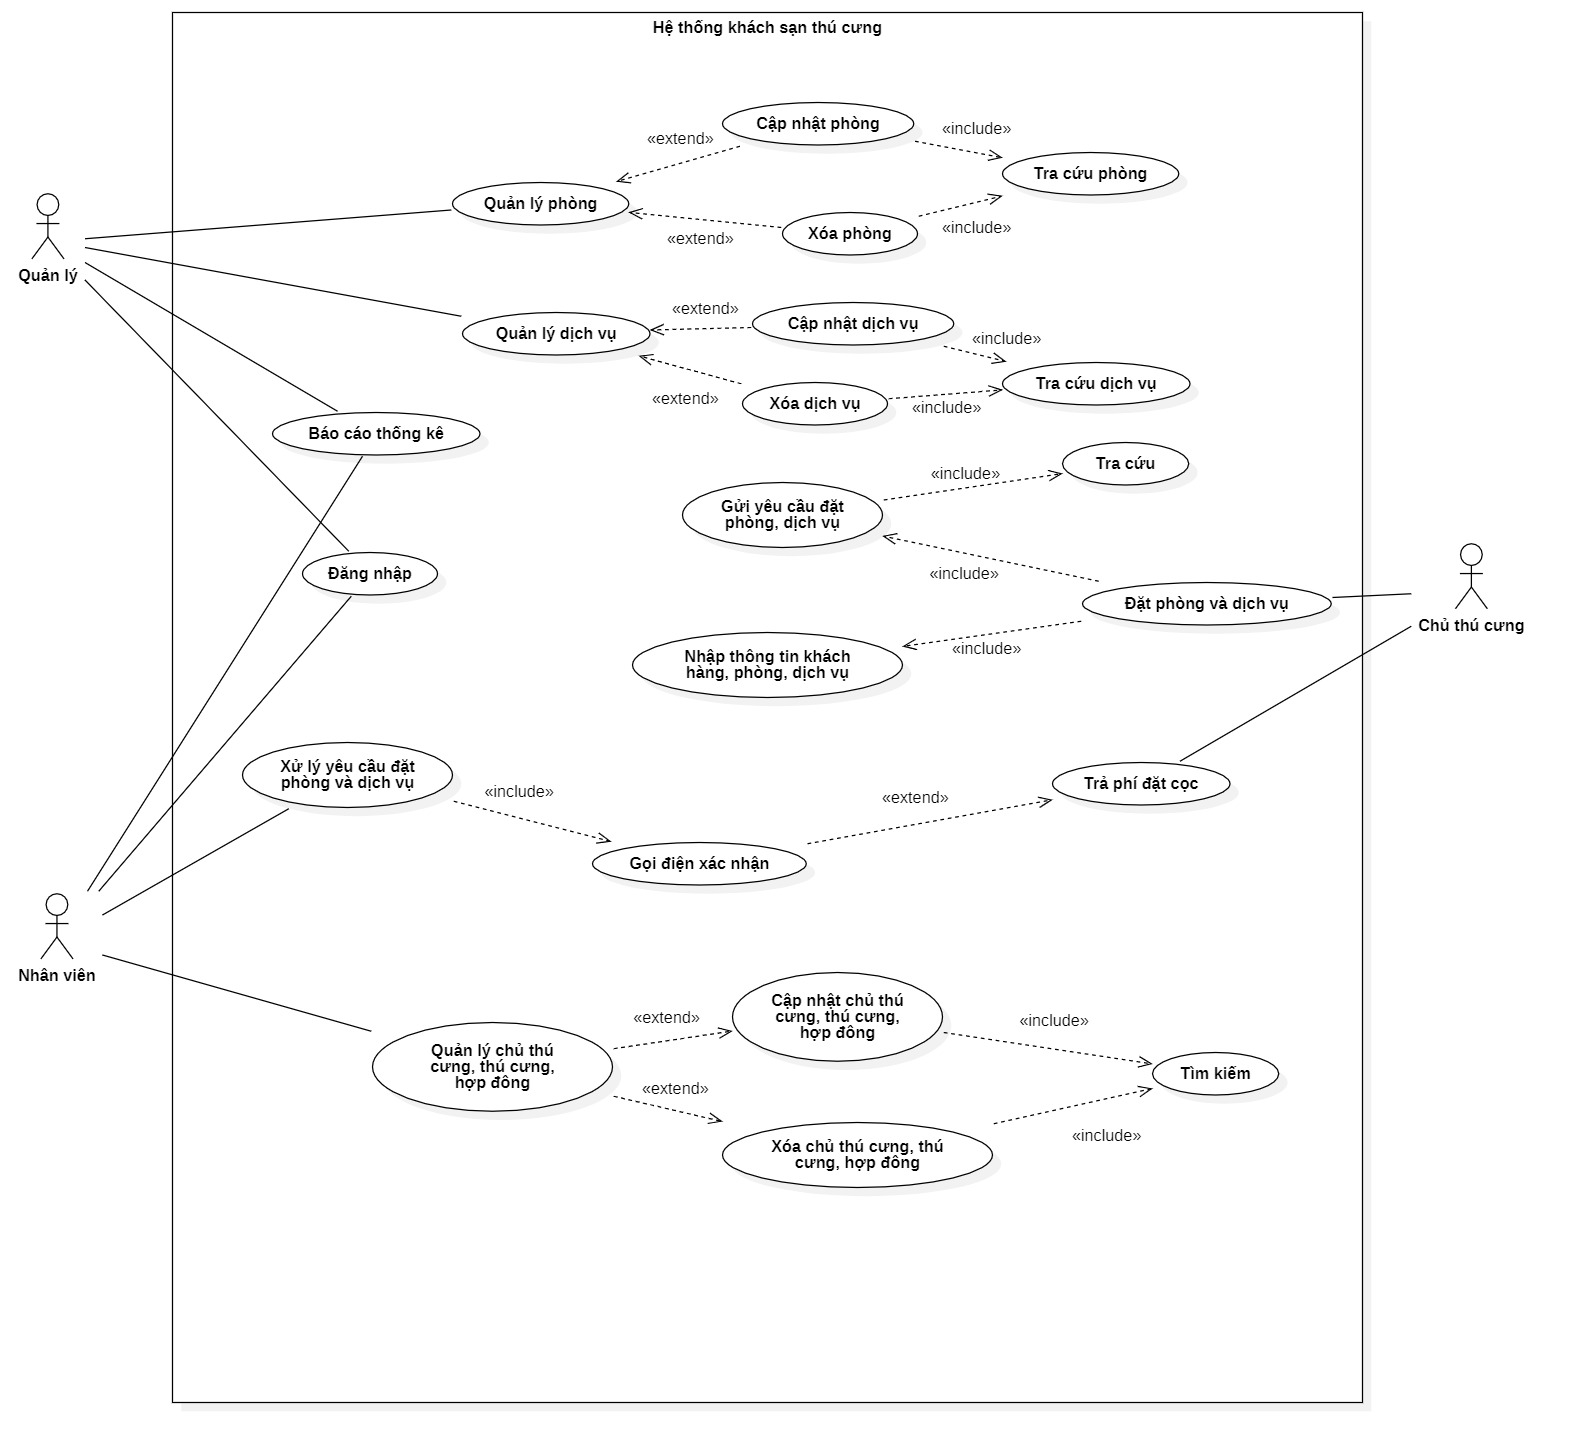 Hệ thống khách sạn thú cưng
Cập nhật phòng
«include»
«extend»
Tra cứu phòng
Quản lý phòng
Xóa phòng
«include»
«extend»
Quản lý
«extend»
Cập nhật dịch vụ
Quản lý dịch vụ
«include»
Tra cứu dịch vụ
«extend»
Xóa dịch vụ
«include»
Báo cáo thống kê
Tra cứu
«include»
Gửi yêu cầu đặt
phòng, dịch vụ
Đăng nhập
«include»
Đặt phòng và dịch vụ
Chủ thú cưng
«include»
Nhập thông tin khách
hàng, phòng, dịch vụ
Xử lý yêu cầu đặt
phòng và dịch vụ
«include»
Trả phí đặt cọc
«extend»
Gọi điện xác nhận
Nhân viên
Cập nhật chủ thú
cưng, thú cưng,
hợp đông
«extend»
«include»
Quản lý chủ thú
cưng, thú cưng,
hợp đông
Tìm kiếm
«extend»
«include»
Xóa chủ thú cưng, thú
cưng, hợp đông